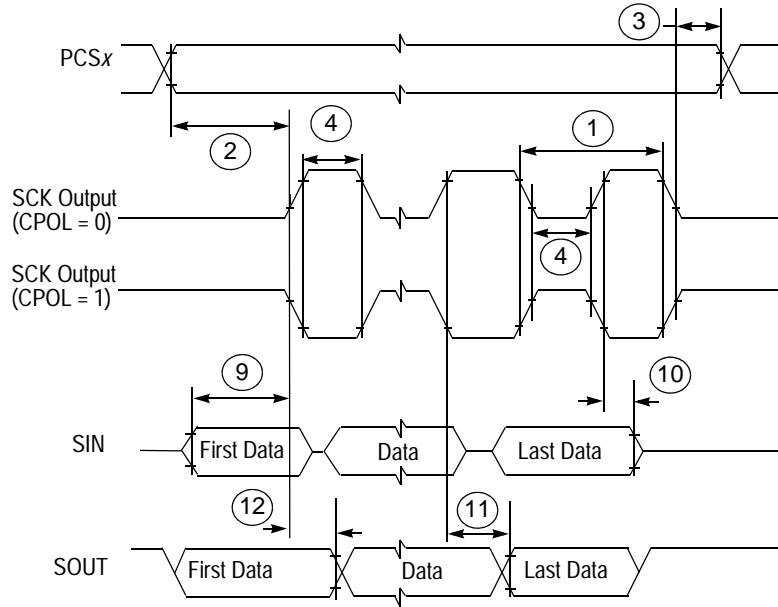 3
PCSx
2
4
1
SCK Output
(CPOL = 0)
4
SCK Output
(CPOL = 1)
9
10
SIN
First Data
Data
Last Data
12
11
SOUT
First Data
Data
Last Data